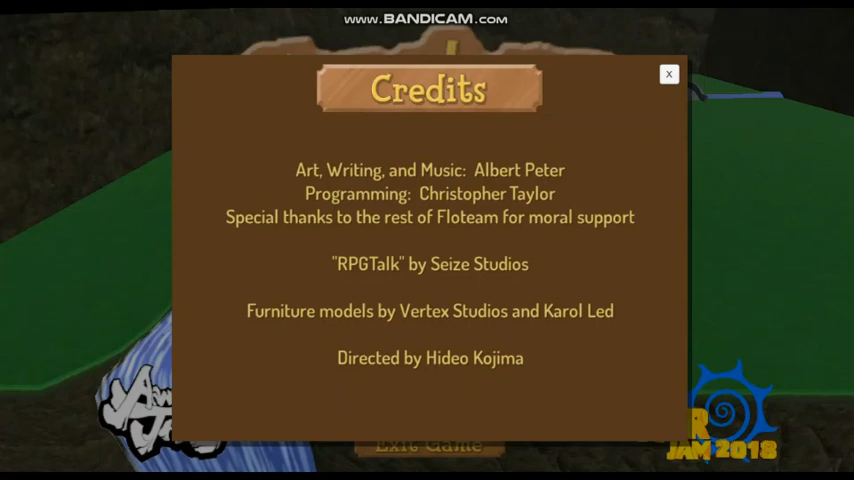 WWW.BANDICAM.COM
Credits
x
Art, Writing, and Music: Albert Peter
Programming: Christopher Taylor
Special thanks to the rest of Floteam for moral support
"RPGTalk" by Seize Studios
Furniture models by Vertex Studios and Karol Led
Directed by Hideo Kojima
Exit Game
JAM 2018